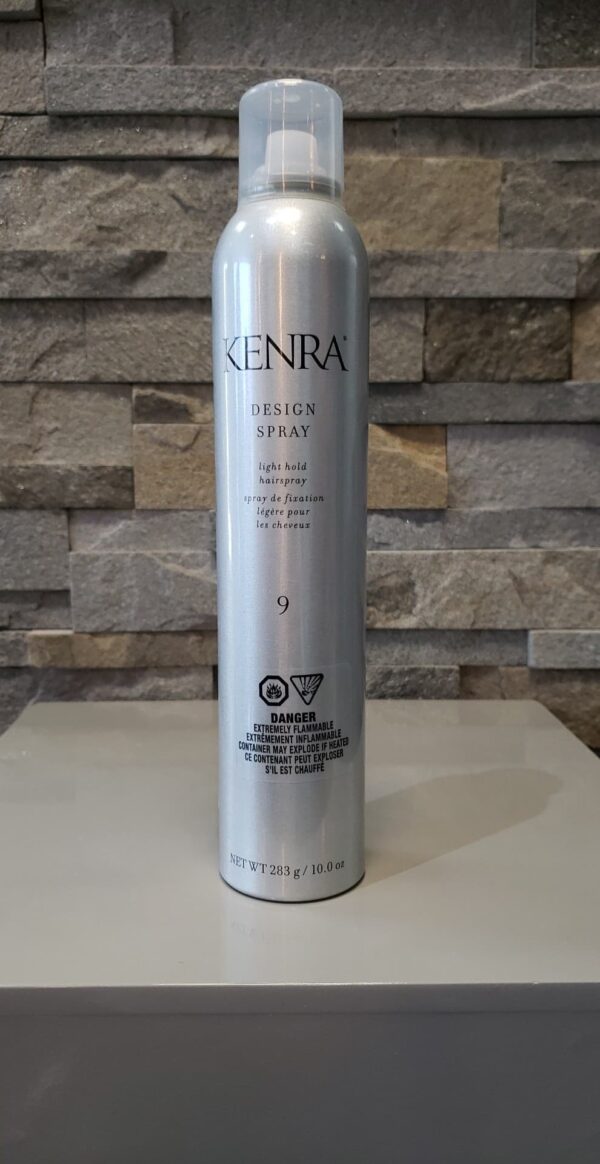 KENRA
DESIGN
SPRAY
light hold
hairspray
spray de fixation
légère pour
les cheveux
9
DANGER
EXTREMELY FLAMMABLE
EXTRÊMEMENT INFLAMMABLE
CONTAINER MAY EXPLODE IF HEATED
CE CONTENANT PEUT EXPLOSER
S'IL EST CHAUFFÉ
NET WT 283 g / 10.0 oz